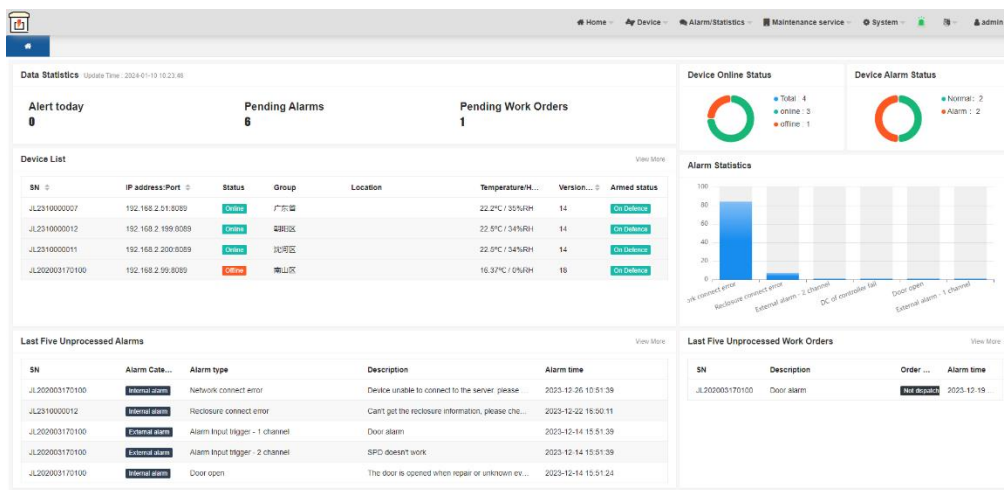 Home Device Alarm/Statistics Maintenance service System admin
Data Statistics Update Time : 2024-01-10 10:23:48
Alert today Pending Alarms Pending Work Orders
0 6 1
Device Online Status
Total 4
online : 3
offline : 1
Device Alarm Status
Normal : 2
Alarm : 2
Device List View More
SN IP address:Port Status Group Location Temperature/H... Version... Armed status
JL2310000007 192.168.2.51:8089 Online 广东省 22.2ºC / 35%RH 14 On Defence
JL2310000012 192.168.2.199:8089 Online 朝阳区 22.5ºC / 34%RH 14 On Defence
JL2310000011 192.168.2.200:8089 Online 沈河区 22.5ºC / 34%RH 14 On Defence
JL202003170100 192.168.2.99:8089 Offline 南山区 16.37ºC / 0%RH 18 On Defence
Alarm Statistics
100
80
60
40
20
0
ork connect error
Reclosure connect error
External alarm - 2 channel
DC of controller fail
Door open
External alarm - 1 channel
Last Five Unprocessed Alarms View More
SN Alarm Cate... Alarm type Description Alarm time
JL202003170100 Internal alarm Network connect error Device unable to connect to the server. please... 2023-12-26 10:51:39
JL2310000012 Internal alarm Reclosure connect error Can't get the reclosure information, please che... 2023-12-22 16:50:11
JL202003170100 External alarm Alarm Input trigger - 1 channel Door alarm 2023-12-14 15:51:39
JL202003170100 External alarm Alarm Input trigger - 2 channel SPD doesn't work 2023-12-14 15:51:39
JL202003170100 Internal alarm Door open The door is opened when repair or unknown ev... 2023-12-14 15:51:24
Last Five Unprocessed Work Orders View More
SN Description Order ... Alarm time
JL202003170100 Door alarm Not dispatch 2023-12-19 ...